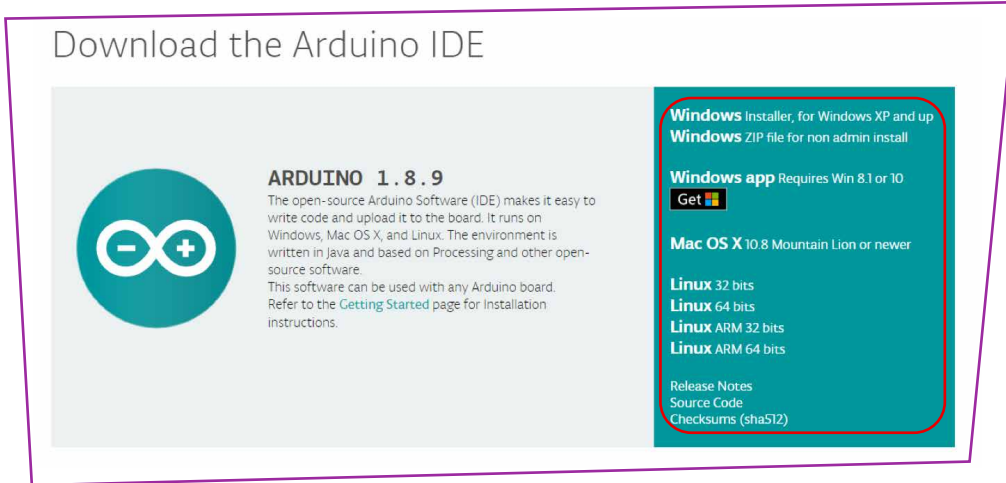 Download the Arduino IDE
ARDUINO 1.8.9
The open-source Arduino Software (IDE) makes it easy to
write code and upload it to the board. It runs on
Windows, Mac OS X, and Linux. The environment is
written in Java and based on Processing and other open-
source software.
This software can be used with any Arduino board.
Refer to the Getting Started page for Installation
instructions.
Windows Installer, for Windows XP and up
Windows ZIP file for non admin install
Windows app Requires Win 8.1 or 10
Get
Mac OS X 10.8 Mountain Lion or newer
Linux 32 bits
Linux 64 bits
Linux ARM 32 bits
Linux ARM 64 bits
Release Notes
Source Code
Checksums (sha512)